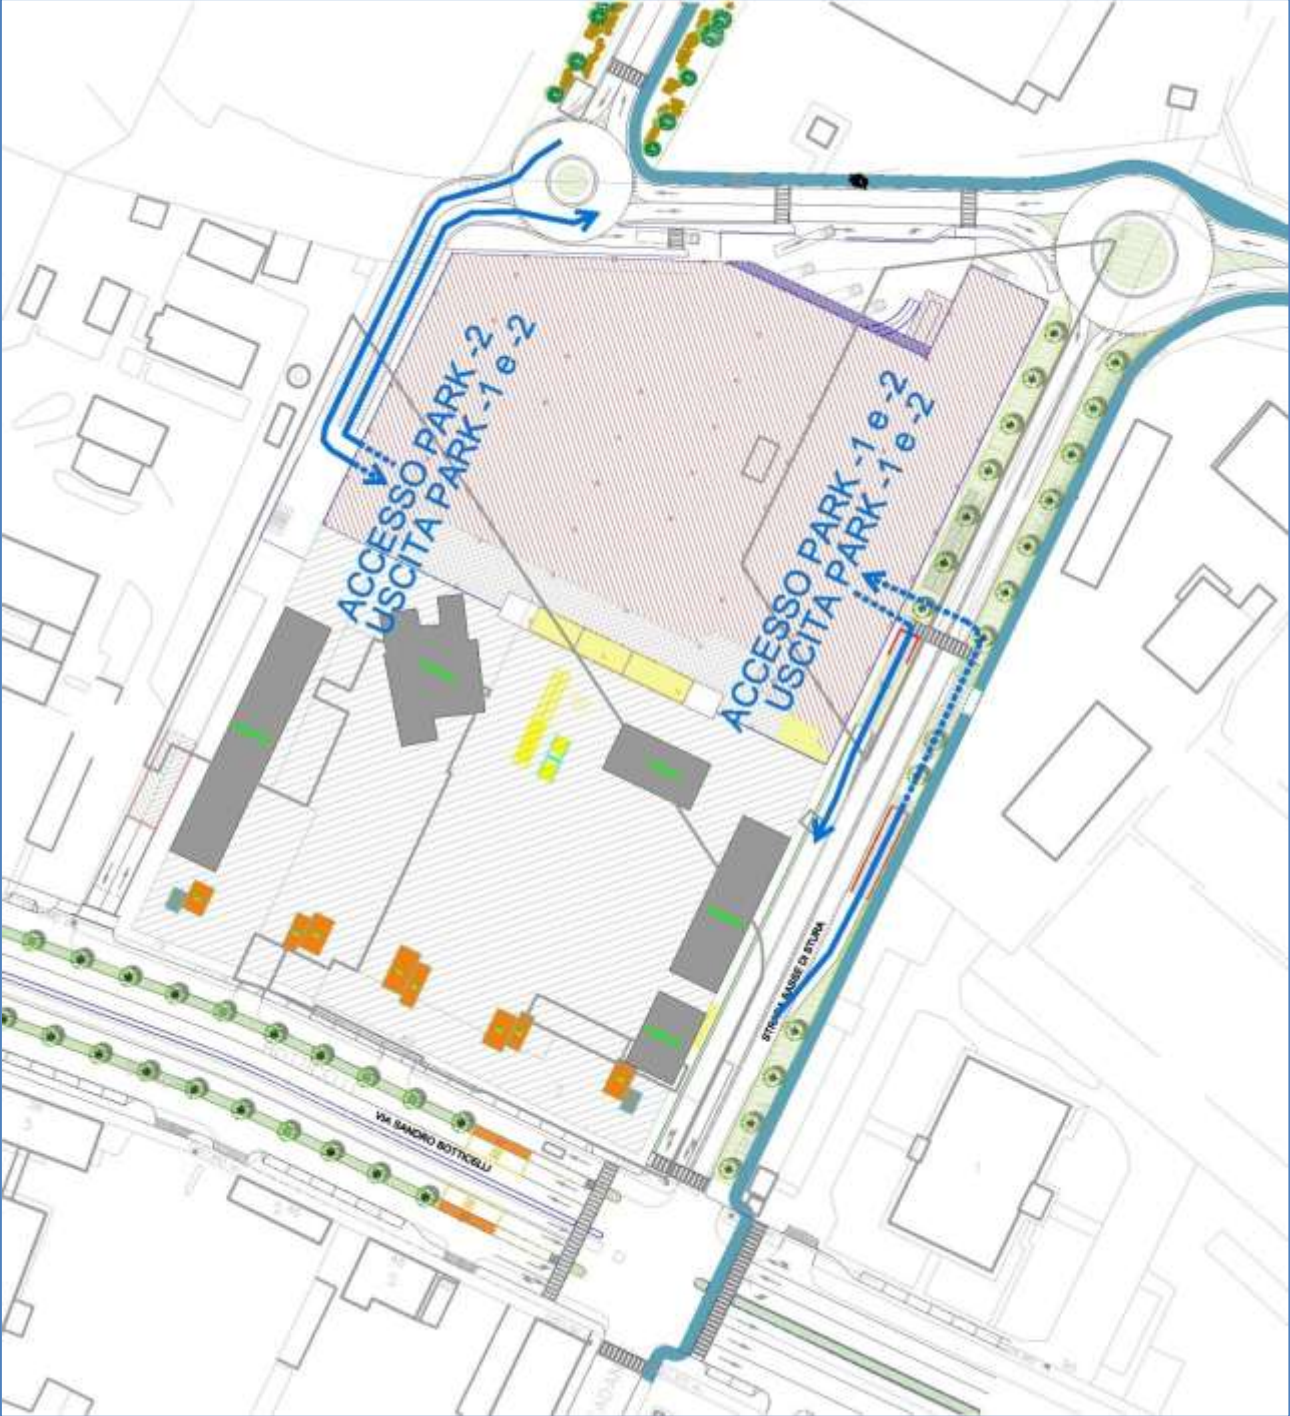 ACCESSO PARK -2
USCITA PARK -1 e -2
ACCESSO PARK -1 e -2
USCITA PARK -1 e -2
STRADA BASSE DI STURA
VIA SANDRO BOTTICELLI